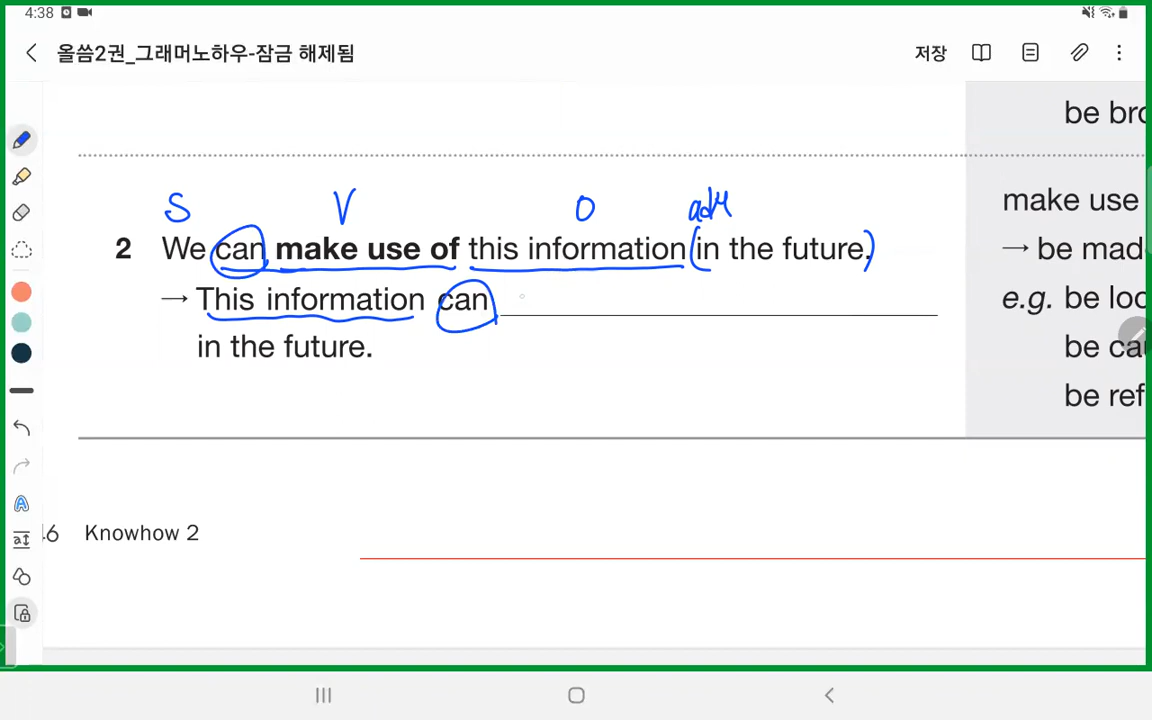 4:38
올씀2권_그래머노하우-잠금 해제됨
저장
be bro
S V O adv
make use
2 We can make use of this information (in the future.)
→ be mad
→ This information can
e.g. be loo
in the future.
be cau
be ref
46 Knowhow 2